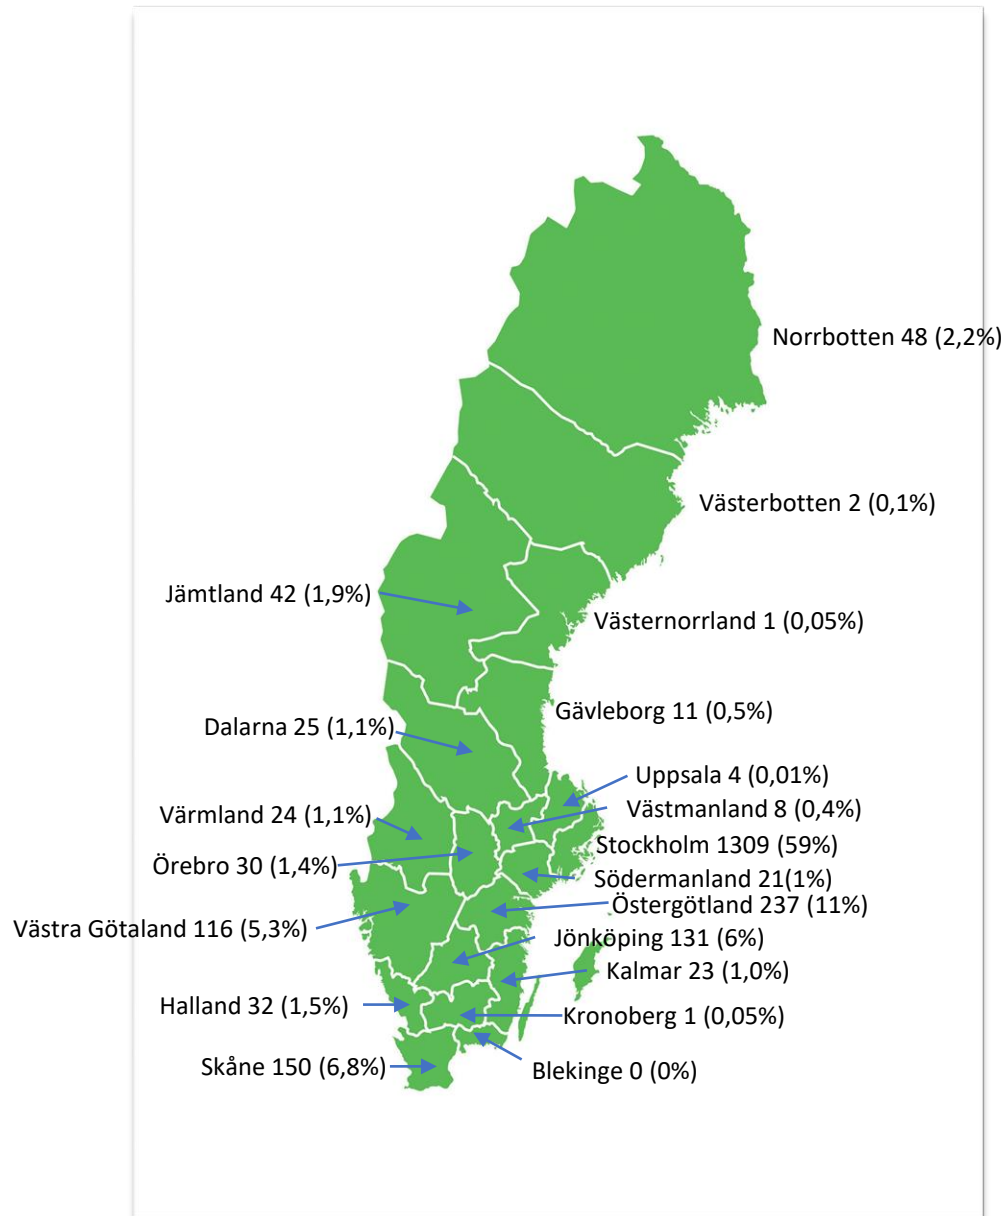 Norrbotten 48 (2,2%)
Västerbotten 2 (0,1%)
Jämtland 42 (1,9%)
Västernorrland 1 (0,05%)
Gävleborg 11 (0,5%)
Dalarna 25 (1,1%)
Uppsala 4 (0,01%)
Västmanland 8 (0,4%)
Värmland 24 (1,1%)
Stockholm 1309 (59%)
Örebro 30 (1,4%)
Södermanland 21(1%)
Östergötland 237 (11%)
Västra Götaland 116 (5,3%)
Jönköping 131 (6%)
Kalmar 23 (1,0%)
Halland 32 (1,5%)
Kronoberg 1 (0,05%)
Skåne 150 (6,8%)
Blekinge 0 (0%)